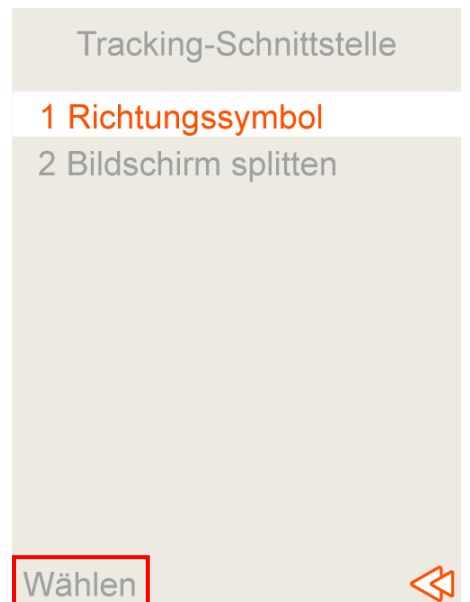 Tracking-Schnittstelle
1 Richtungssymbol
2 Bildschirm splitten
Wählen